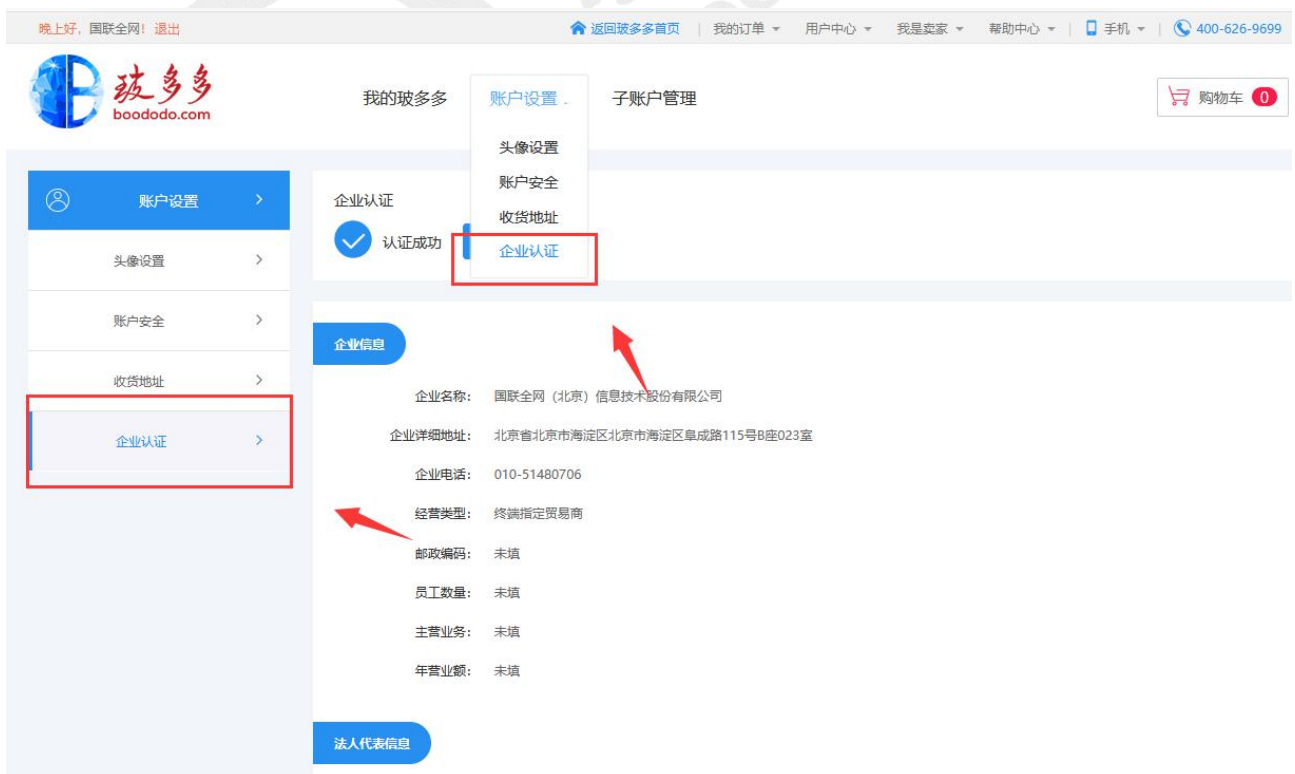 晚上好, 国联全网! 退出
返回玻多多首页 | 我的订单 用户中心 我是卖家 帮助中心 | 手机 | 400-626-9699
玻多多
boododo.com
我的玻多多 账户设置 子账户管理
购物车 0
头像设置
账户安全
收货地址
企业认证
账户设置
头像设置
账户安全
收货地址
企业认证
企业认证
认证成功
企业信息
企业名称: 国联全网（北京）信息技术股份有限公司
企业详细地址: 北京省北京市海淀区北京市海淀区阜成路115号B座023室
企业电话: 010-51480706
经营类型: 终端指定贸易商
邮政编码: 未填
员工数量: 未填
主营业务: 未填
年营业额: 未填
法人代表信息